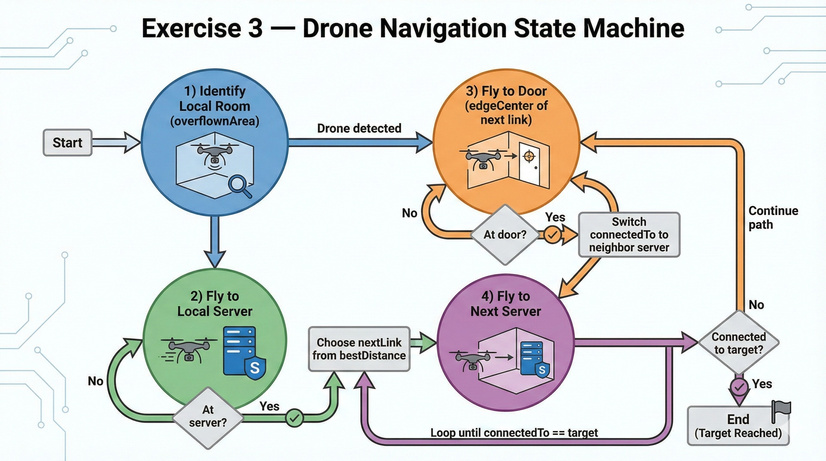 Exercise 3 — Drone Navigation State Machine
Start
1) Identify
Local Room
(overflownArea)
Drone detected
3) Fly to Door
(edgeCenter of
next link)
No
At door?
Yes
Switch
connectedTo to
neighbor server
Continue
path
2) Fly to
Local Server
S
No
At
server?
Yes
Choose nextLink
from bestDistance
4) Fly to
Next Server
S
No
Connected
to target?
Yes
End
(Target Reached)
Loop until connectedTo == target